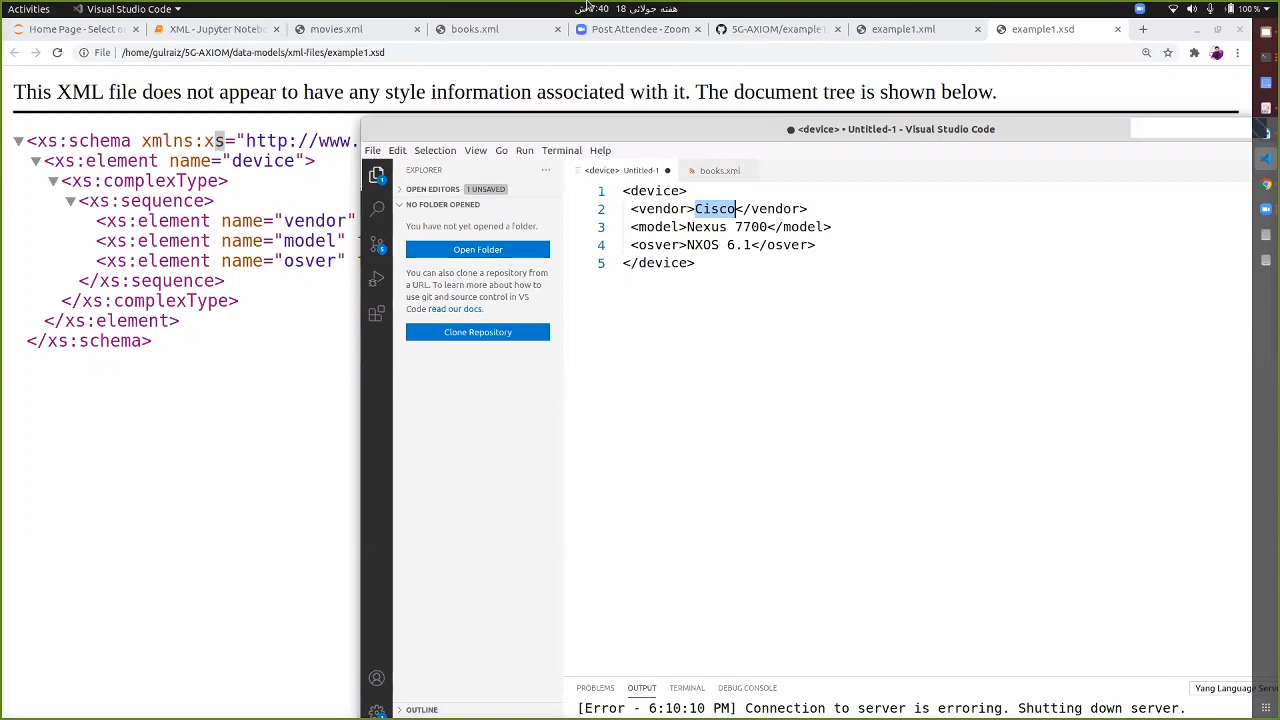 Activities Visual Studio Code ▾ هفته جولائی 18 7:40 100 % ▾
Home Page - Select o × XML - Jupyter Noteb × movies.xml × books.xml × Post Attendee - Zoom × 5G-AXIOM/example × example1.xml × example1.xsd × +
File /home/gulraiz/5G-AXIOM/data-models/xml-files/example1.xsd
This XML file does not appear to have any style information associated with it. The document tree is shown below.
▼<xs:schema xmlns:xs="http://www.
▼<xs:element name="device">
▼<xs:complexType>
▼<xs:sequence>
<xs:element name="vendor"
<xs:element name="model"
<xs:element name="osver"
</xs:sequence>
</xs:complexType>
</xs:element>
</xs:schema>
● <device> • Untitled-1 - Visual Studio Code
File Edit Selection View Go Run Terminal Help
EXPLORER ···
OPEN EDITORS 1 UNSAVED
NO FOLDER OPENED
You have not yet opened a folder.
Open Folder
You can also clone a repository from
a URL. To learn more about how to
use git and source control in VS
Code read our docs.
Clone Repository
OUTLINE
<device> Untitled-1 ● books.xml
1 <device>
2 <vendor>Cisco</vendor>
3 <model>Nexus 7700</model>
4 <osver>NXOS 6.1</osver>
5 </device>
PROBLEMS OUTPUT TERMINAL DEBUG CONSOLE
Yang Language Serv
[Error - 6:10:10 PM] Connection to server is erroring. Shutting down server.